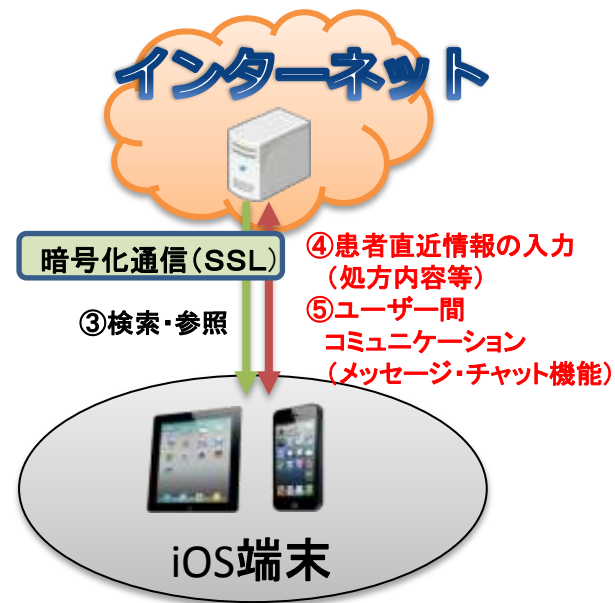 インターネット
暗号化通信(SSL)
③検索・参照
④患者直近情報の入力
(処方内容等)
⑤ユーザー間
コミュニケーション
(メッセージ・チャット機能)
iOS端末